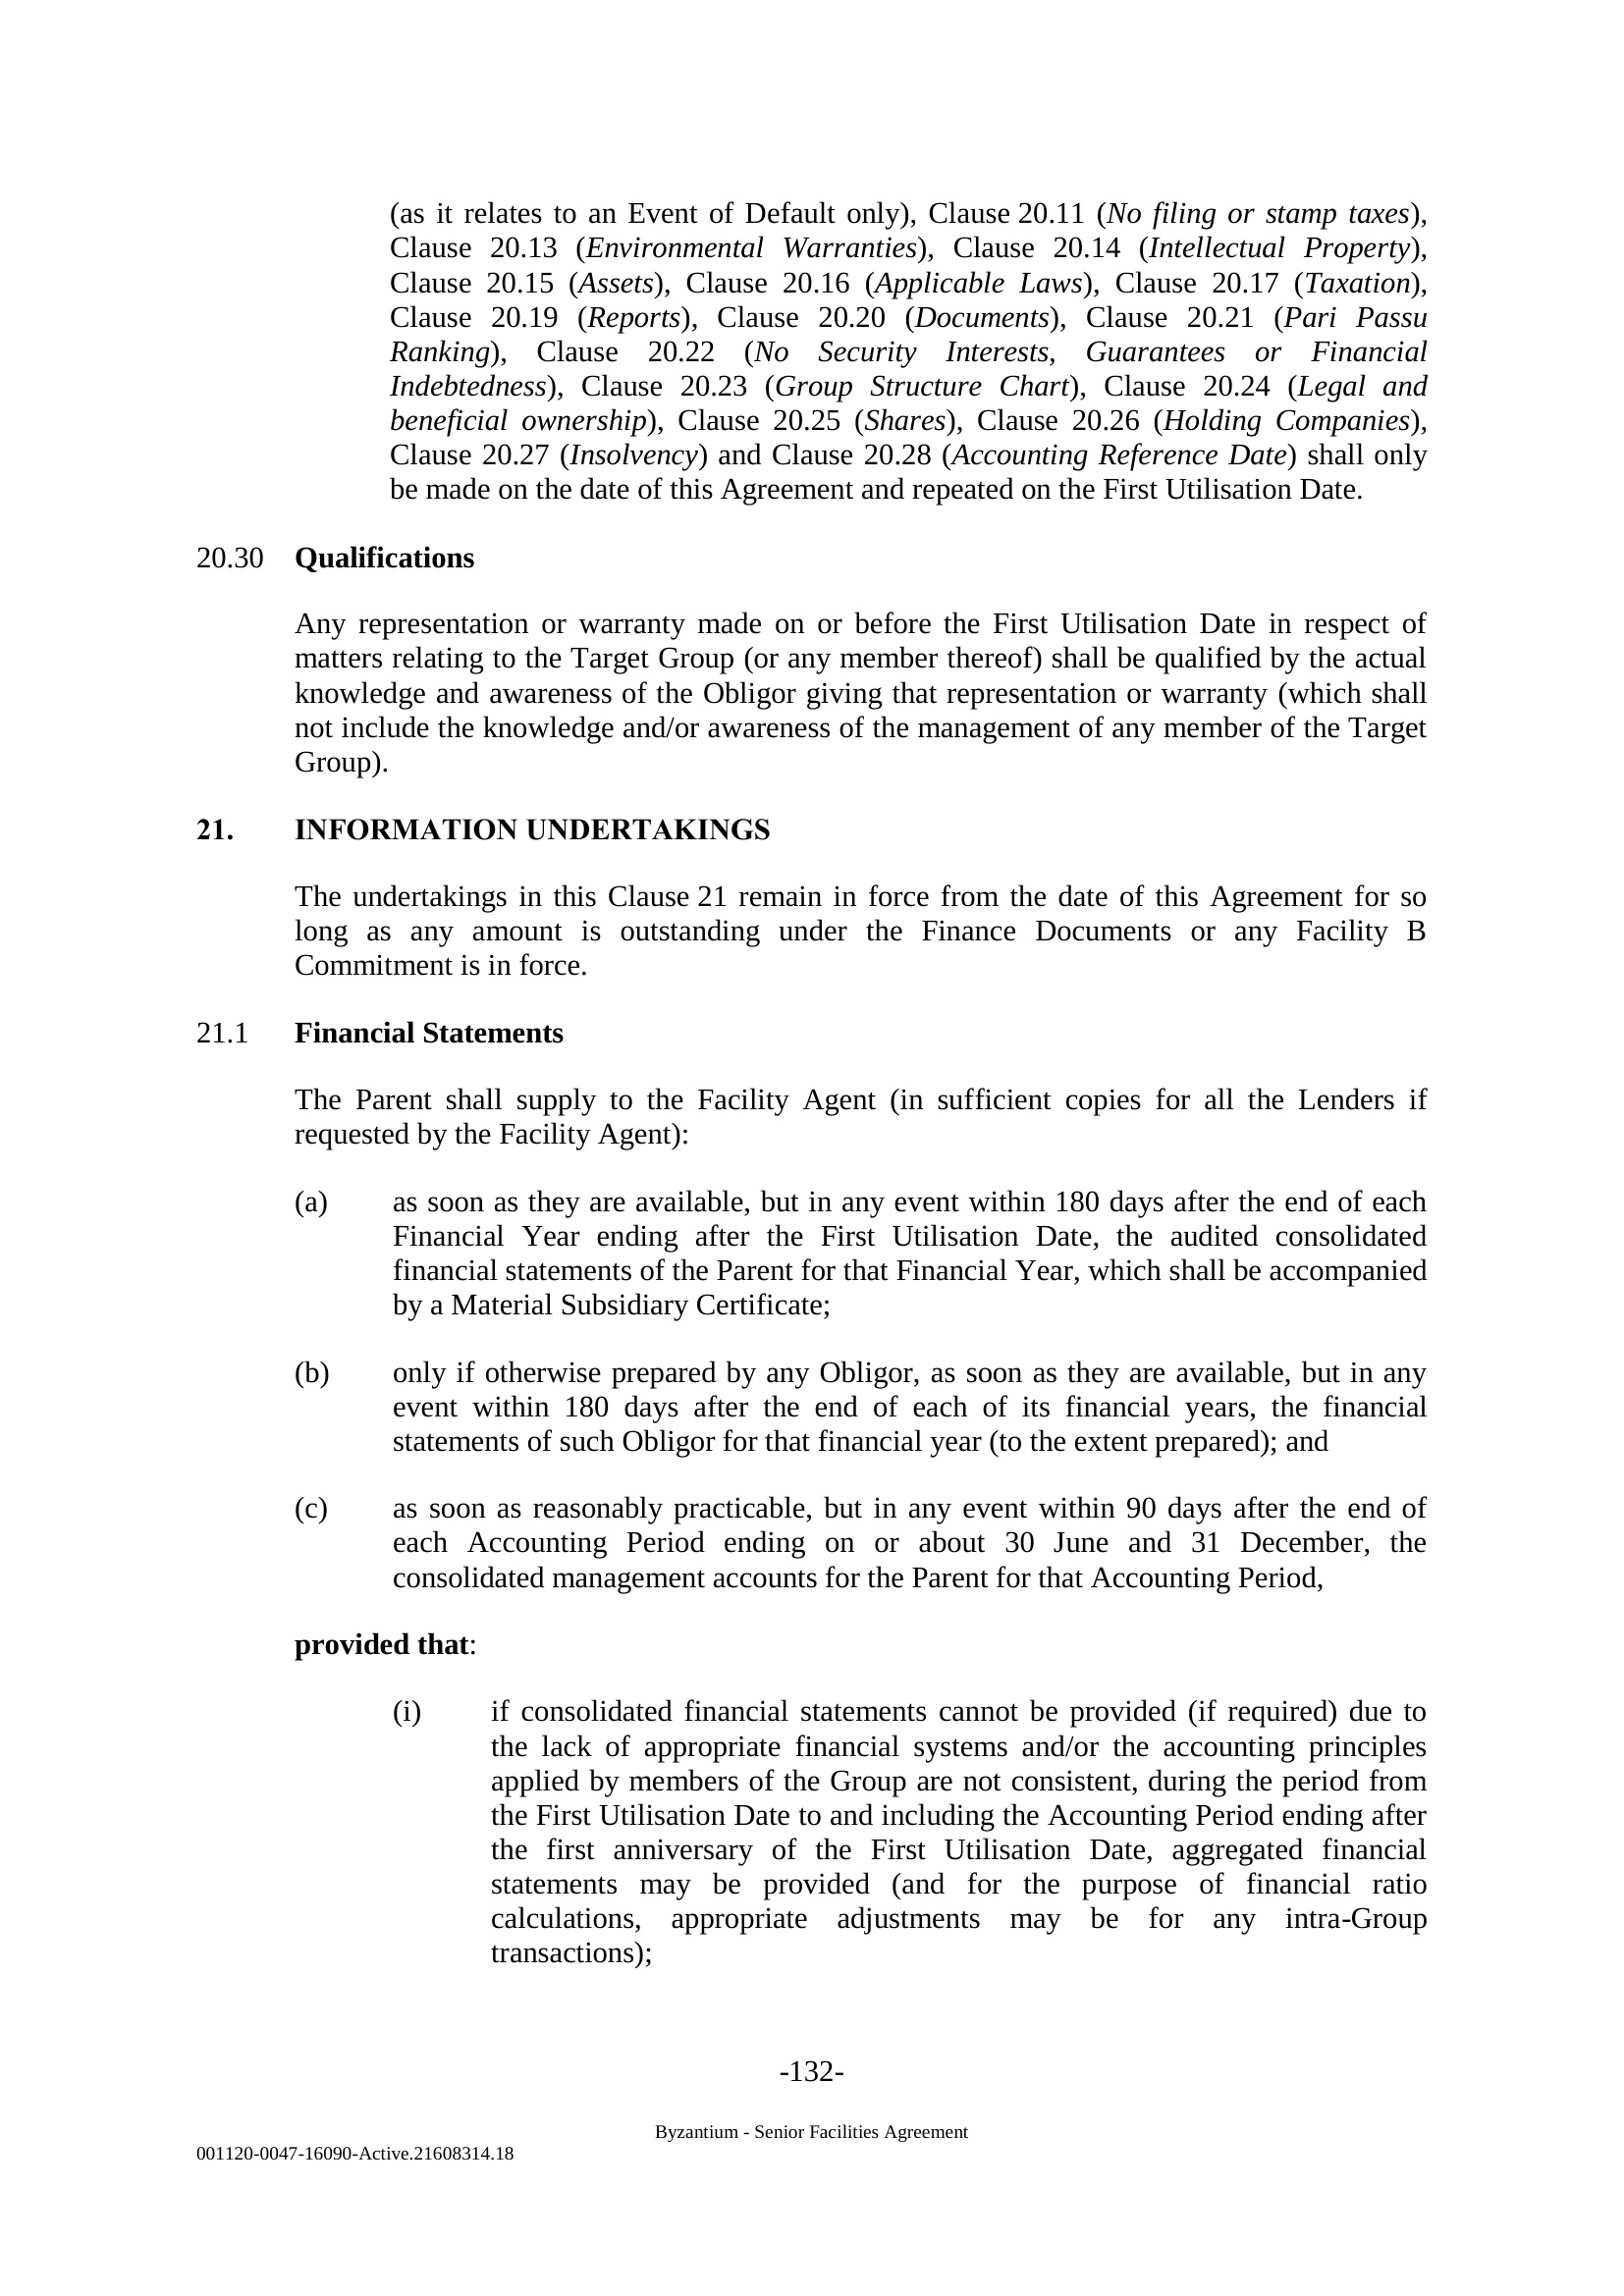 (as it relates to an Event of Default only), Clause 20.11 (No filing or stamp taxes),
Clause 20.13 (Environmental Warranties), Clause 20.14 (Intellectual Property),
Clause 20.15 (Assets), Clause 20.16 (Applicable Laws), Clause 20.17 (Taxation),
Clause 20.19 (Reports), Clause 20.20 (Documents), Clause 20.21 (Pari Passu
Ranking), Clause 20.22 (No Security Interests, Guarantees or Financial
Indebtedness), Clause 20.23 (Group Structure Chart), Clause 20.24 (Legal and
beneficial ownership), Clause 20.25 (Shares), Clause 20.26 (Holding Companies),
Clause 20.27 (Insolvency) and Clause 20.28 (Accounting Reference Date) shall only
be made on the date of this Agreement and repeated on the First Utilisation Date.
20.30 Qualifications
Any representation or warranty made on or before the First Utilisation Date in respect of
matters relating to the Target Group (or any member thereof) shall be qualified by the actual
knowledge and awareness of the Obligor giving that representation or warranty (which shall
not include the knowledge and/or awareness of the management of any member of the Target
Group).
21. INFORMATION UNDERTAKINGS
The undertakings in this Clause 21 remain in force from the date of this Agreement for so
long as any amount is outstanding under the Finance Documents or any Facility B
Commitment is in force.
21.1 Financial Statements
The Parent shall supply to the Facility Agent (in sufficient copies for all the Lenders if
requested by the Facility Agent):
(a) as soon as they are available, but in any event within 180 days after the end of each
Financial Year ending after the First Utilisation Date, the audited consolidated
financial statements of the Parent for that Financial Year, which shall be accompanied
by a Material Subsidiary Certificate;
(b) only if otherwise prepared by any Obligor, as soon as they are available, but in any
event within 180 days after the end of each of its financial years, the financial
statements of such Obligor for that financial year (to the extent prepared); and
(c) as soon as reasonably practicable, but in any event within 90 days after the end of
each Accounting Period ending on or about 30 June and 31 December, the
consolidated management accounts for the Parent for that Accounting Period,
provided that:
(i) if consolidated financial statements cannot be provided (if required) due to
the lack of appropriate financial systems and/or the accounting principles
applied by members of the Group are not consistent, during the period from
the First Utilisation Date to and including the Accounting Period ending after
the first anniversary of the First Utilisation Date, aggregated financial
statements may be provided (and for the purpose of financial ratio
calculations, appropriate adjustments may be for any intra-Group
transactions);
-132-
Byzantium - Senior Facilities Agreement
001120-0047-16090-Active.21608314.18